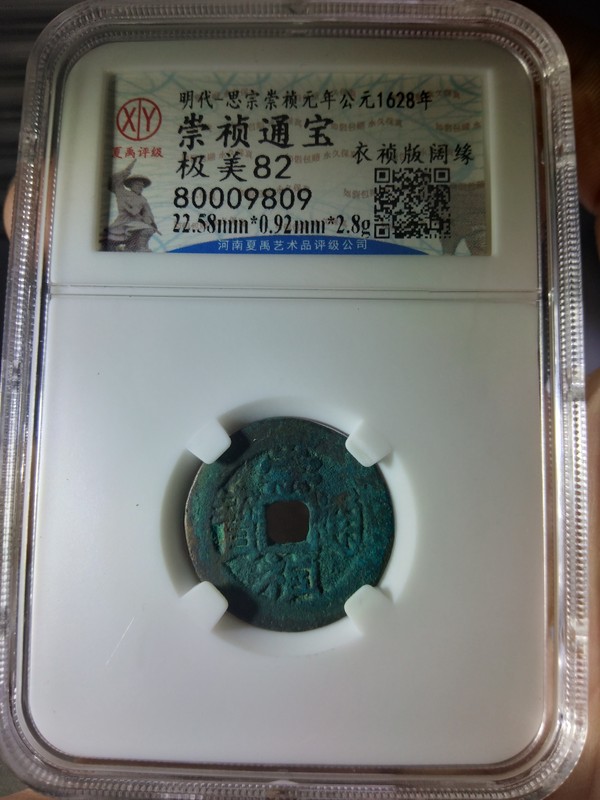 明代-思宗崇祯元年公元1628年
XY
夏禹评级
崇祯通宝
极美82
衣祯版阔缘
80009809
22.58mm*0.92mm*2.8g
河南夏禹艺术品评级公司
崇
祯
通
寶